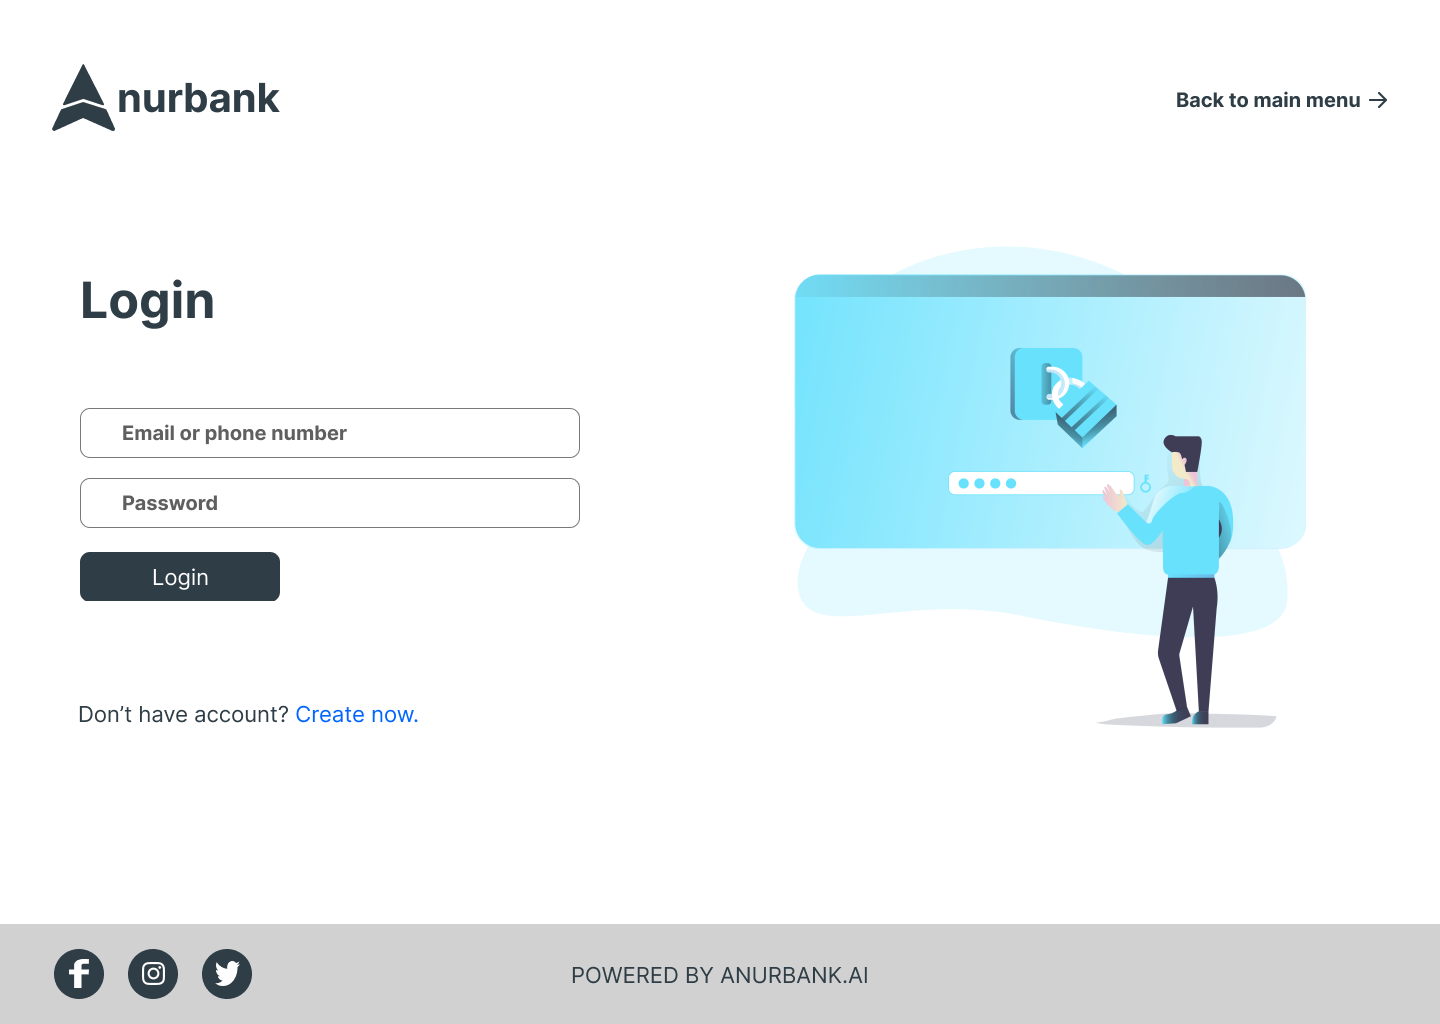 nurbank
Back to main menu
Login
Email or phone number
Password
Login
Don’t have account? Create now.
POWERED BY ANURBANK.AI